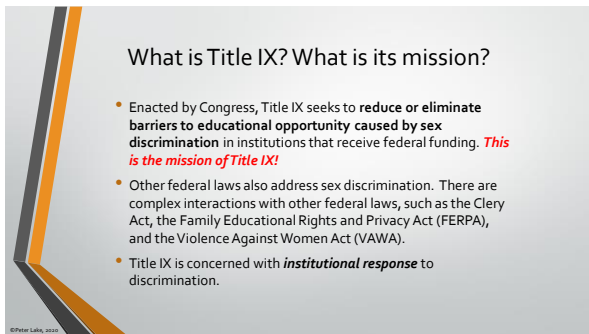 What is Title IX? What is its mission?
• Enacted by Congress, Title IX seeks to reduce or eliminate
barriers to educational opportunity caused by sex
discrimination in institutions that receive federal funding. This
is the mission of Title IX!
• Other federal laws also address sex discrimination. There are
complex interactions with other federal laws, such as the Clery
Act, the Family Educational Rights and Privacy Act (FERPA),
and the Violence Against Women Act (VAWA).
• Title IX is concerned with institutional response to
discrimination.
©Peter Lake, 2020